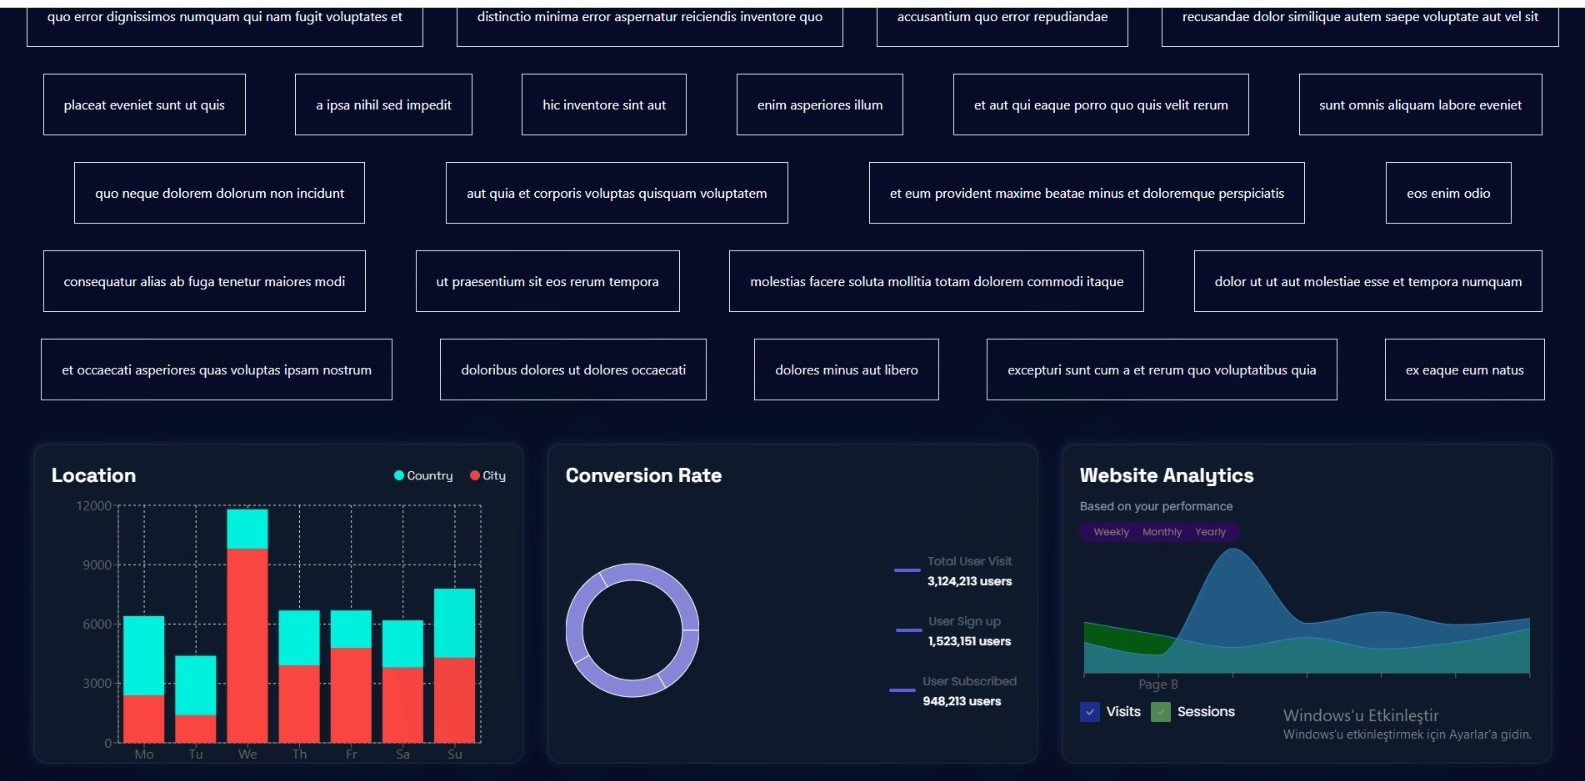 quo error dignissimos numquam qui nam fugit voluptates et
distinctio minima error aspernatur reiciendis inventore quo
accusantium quo error repudiandae
recusandae dolor similique autem saepe voluptate aut vel sit
placeat eveniet sunt ut quis
a ipsa nihil sed impedit
hic inventore sint aut
enim asperiores illum
et aut qui eaque porro quo quis velit rerum
sunt omnis aliquam labore eveniet
quo neque dolorem dolorum non incidunt
aut quia et corporis voluptas quisquam voluptatem
et eum provident maxime beatae minus et doloremque perspiciatis
eos enim odio
consequatur alias ab fuga tenetur maiores modi
ut praesentium sit eos rerum tempora
molestias facere soluta mollitia totam dolorem commodi itaque
dolor ut ut aut molestiae esse et tempora numquam
et occaecati asperiores quas voluptas ipsam nostrum
doloribus dolores ut dolores occaecati
dolores minus aut libero
excepturi sunt cum a et rerum quo voluptatibus quia
ex eaque eum natus
Location
Country
City
12000
9000
6000
3000
0
Mo
Tu
We
Th
Fr
Sa
Su
Conversion Rate
Total User Visit
3,124,213 users
User Sign up
1,523,151 users
User Subscribed
948,213 users
Website Analytics
Based on your performance
Weekly
Monthly
Yearly
Page B
Visits
Sessions
Windows'u Etkinleştir
Windows'u etkinleştirmek için Ayarlar'a gidin.